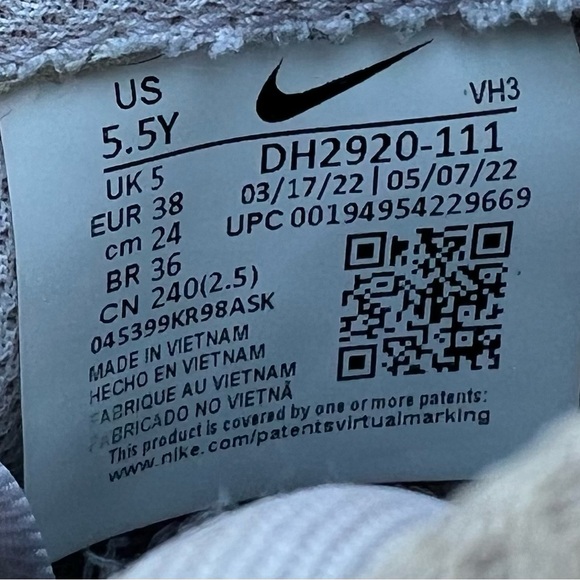 US
5.5Y
UK 5
EUR 38
cm 24
BR 36
CN 240(2.5)
045399KR98ASK
VH3
DH2920-111
03/17/22 | 05/07/22
UPC 00194954229669
MADE IN VIETNAM
HECHO EN VIETNAM
FABRIQUE AU VIETNAM
FABRICADO NO VIETNÃ
This product is covered by one or more patents:
www.nike.com/patentsvirtualmarking